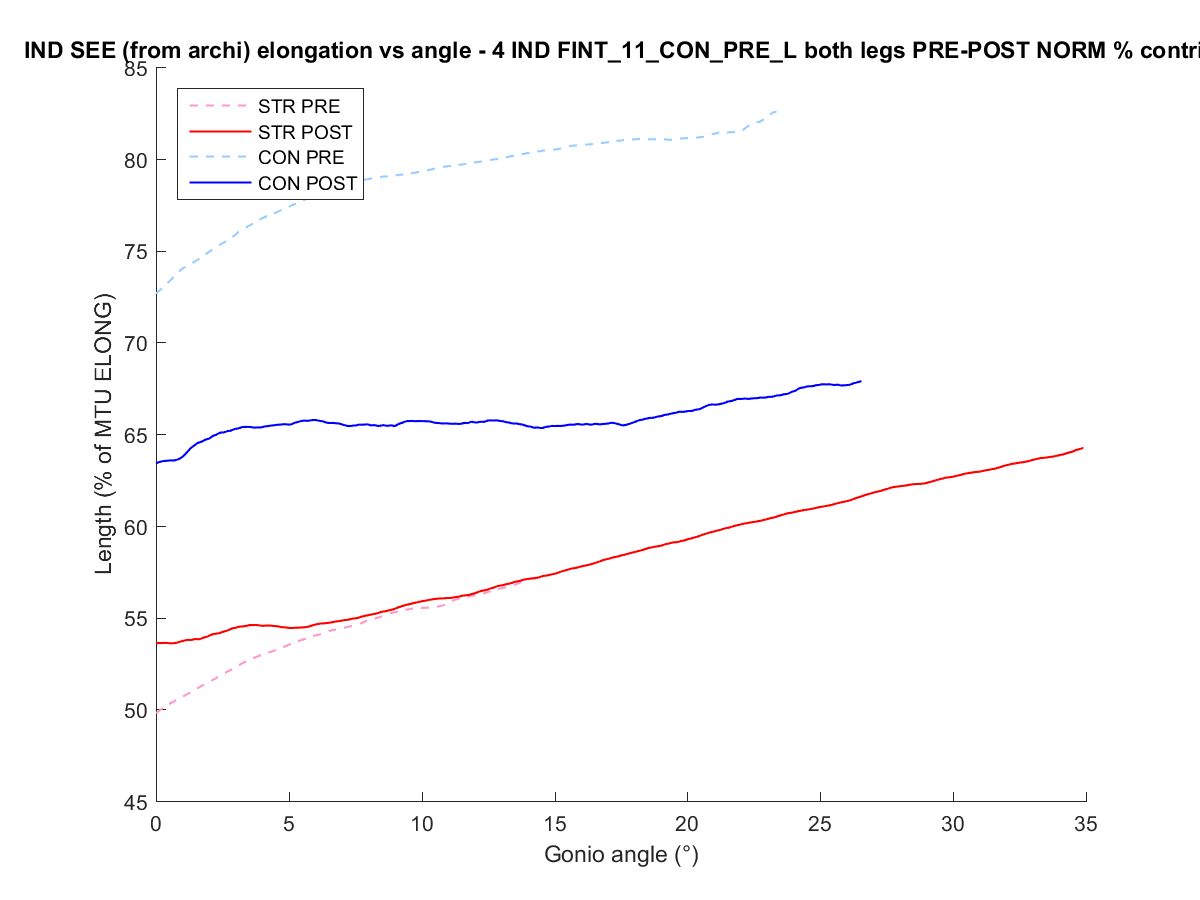 IND SEE (from archi) elongation vs angle - 4 IND FINT_11_CON_PRE_L both legs PRE-POST NORM % contri
85
80
75
70
65
60
55
50
45
Length (% of MTU ELONG)
STR PRE
STR POST
CON PRE
CON POST
0 5 10 15 20 25 30 35
Gonio angle (°)